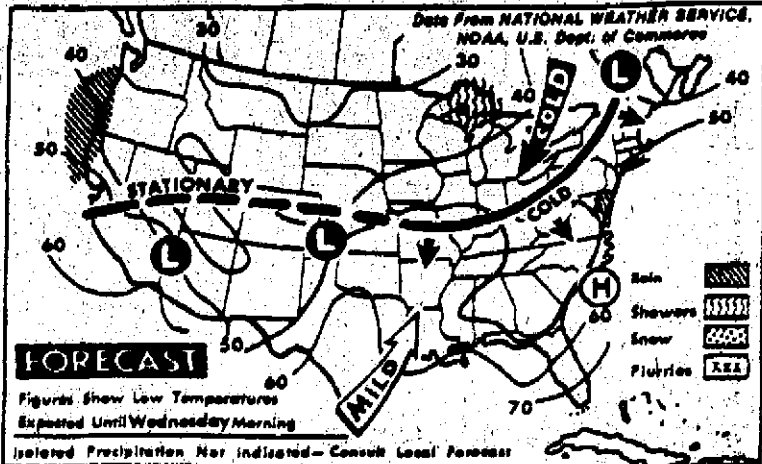 Data From NATIONAL WEATHER SERVICE,
NOAA, U.S. Dept. of Commerce
30
30
40
40
40
L
COLD
50
50
STATIONARY
COLD
60
L
L
H
Rain
60
Showers
Snow
Flurries
50
60
MILD
70
FORECAST
Figures Show Low Temperatures
Expected Until Wednesday Morning
Isolated Precipitation Not Indicated – Consult Local Forecast